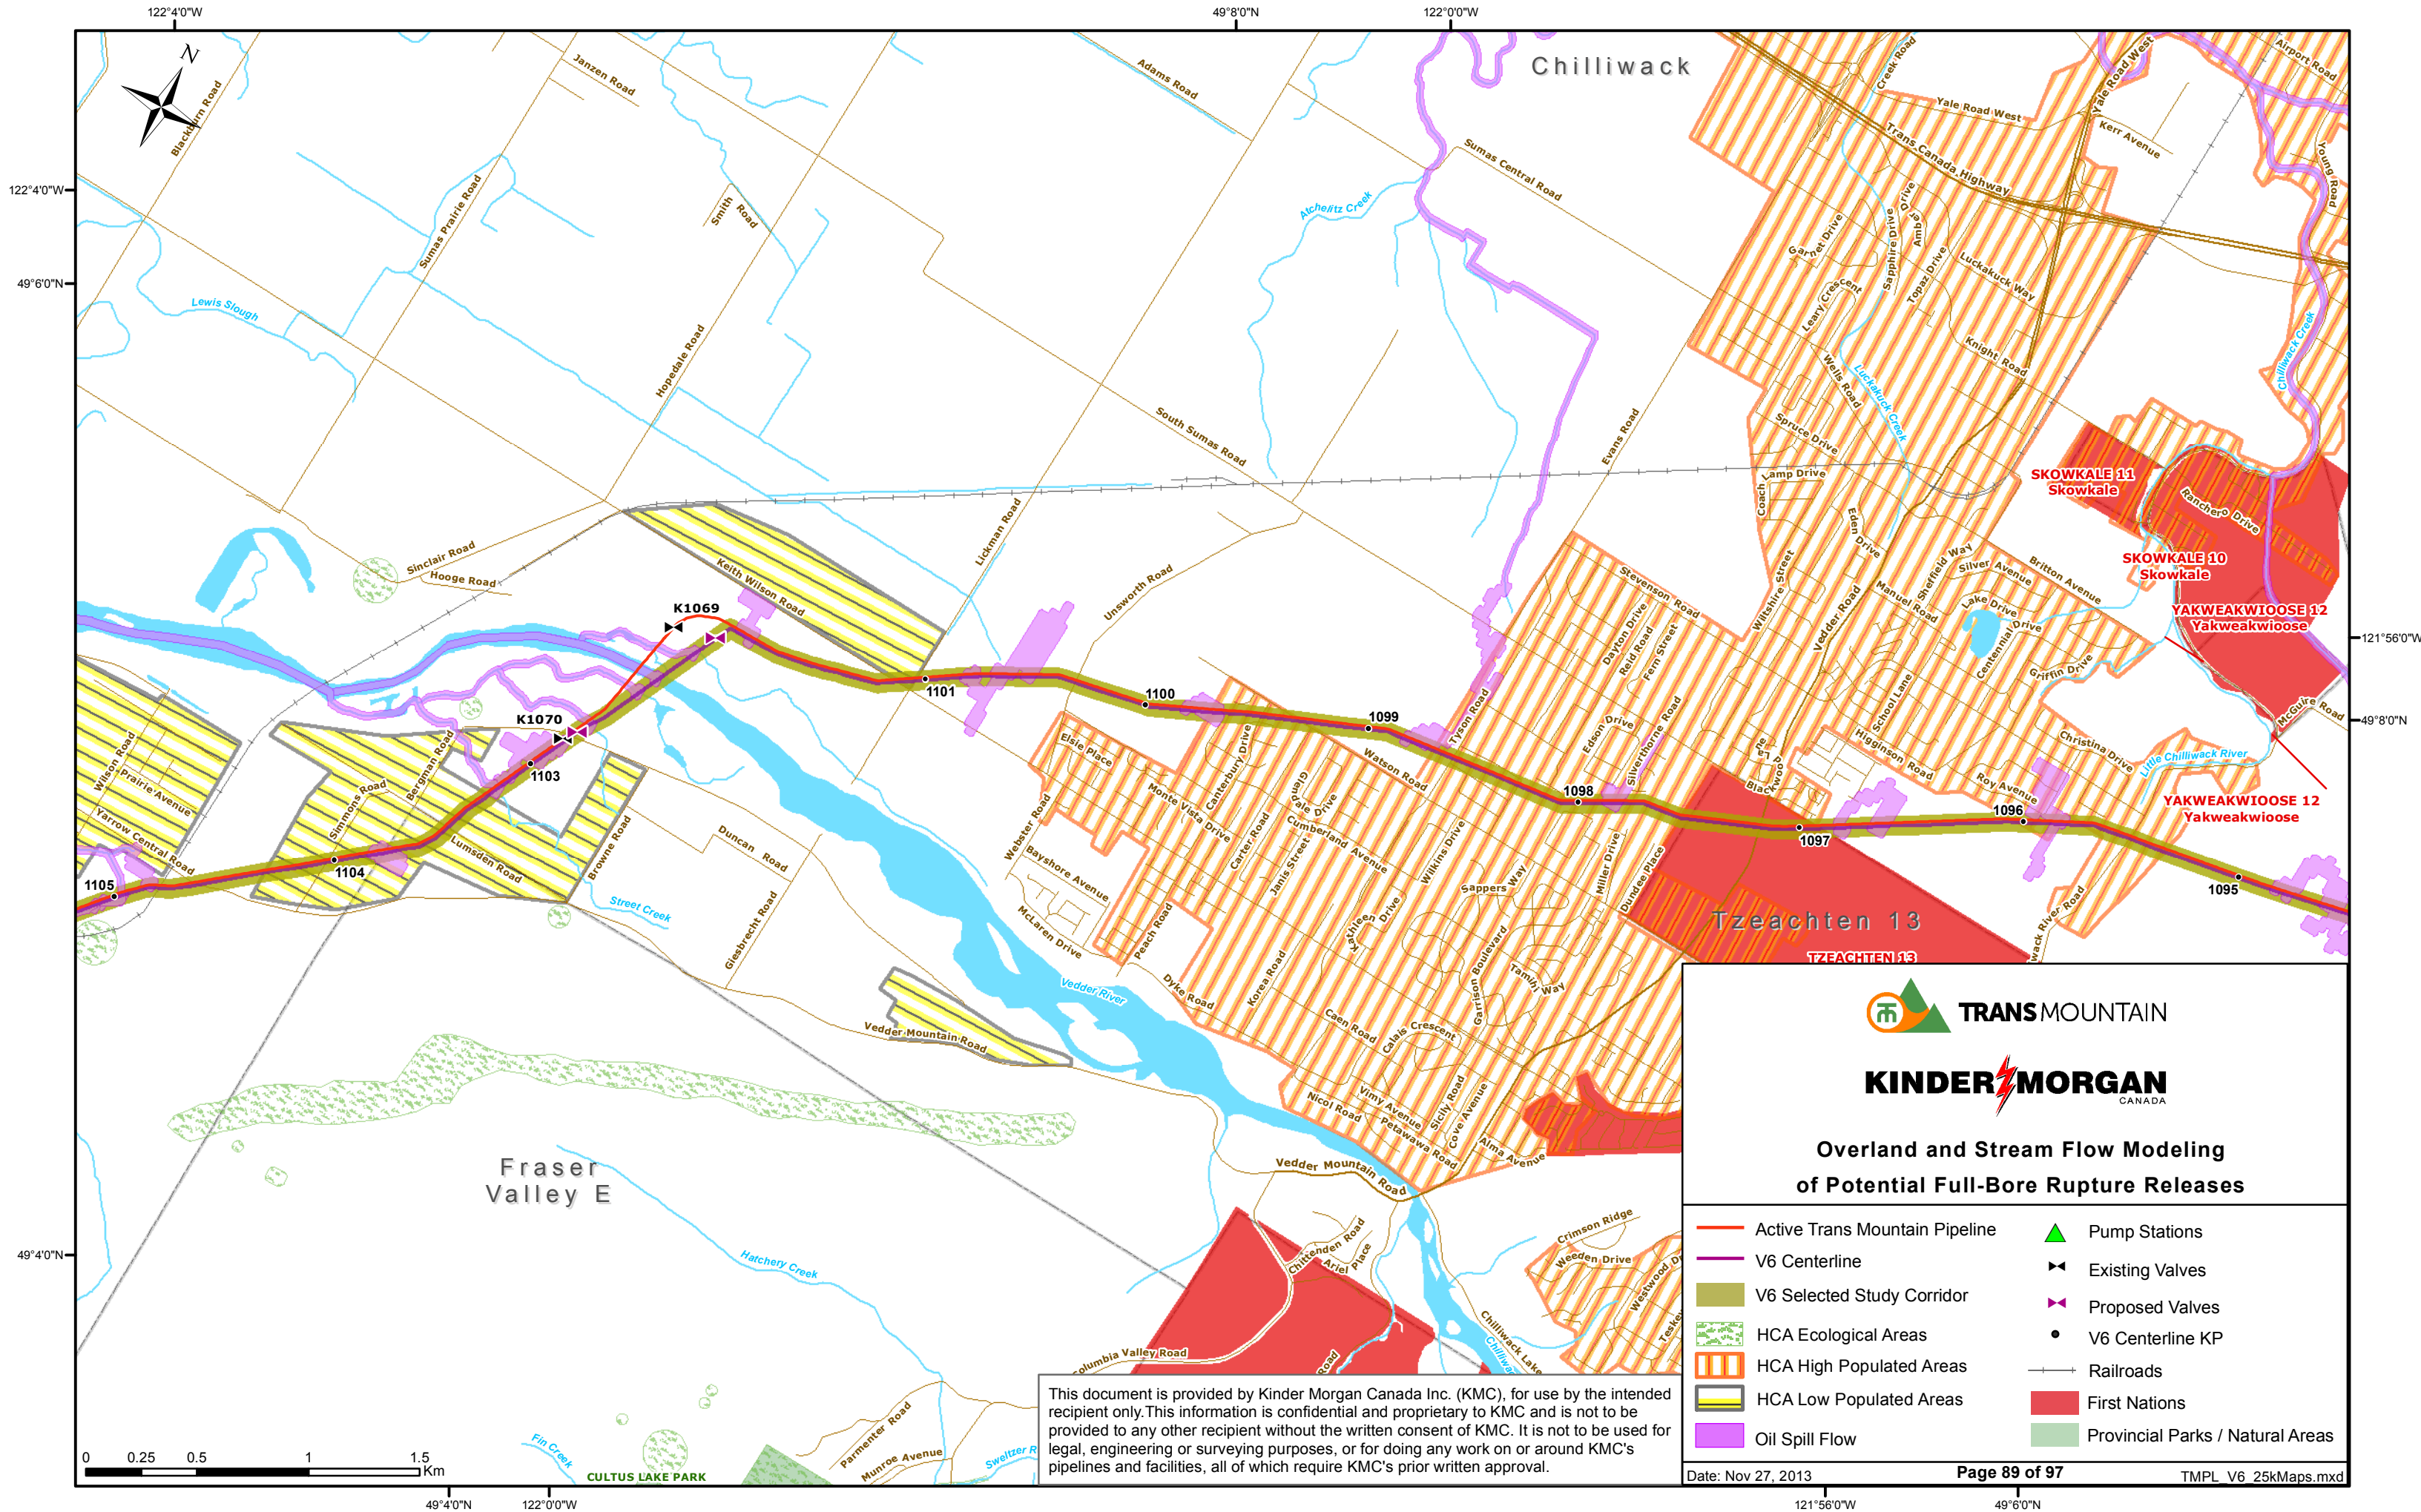 122°4'0"W
49°8'0"N
122°0'0"W
Chilliwack
N
Blackburn Road
Janzen Road
Adams Road
Creek Road
Yale Road West
Yale Road West
Airport Road
Kerr Avenue
Trans Canada Highway
Young Road
Sumas Central Road
122°4'0"W
Sumas Prairie Road
Smith Road
Atchelitz Creek
Garnet Drive
Sapphire Drive
Amber Drive
Topaz Drive
Luckakuck Way
49°6'0"N
Lewis Slough
Leary Crescent
Chilliwack Creek
Hopedale Road
Knight Road
Wells Road
Luckakuck Creek
South Sumas Road
Evans Road
Spruce Drive
Coach Lamp Drive
SKOWKALE 11
Skowkale
Ranchero Drive
Lickman Road
Eden Drive
Sinclair Road
Hooge Road
Keith Wilson Road
Unsworth Road
Stevenson Road
Wiltshire Street
Sheffield Way
Silver Avenue
Britton Avenue
SKOWKALE 10
Skowkale
Manuel Road
Lake Drive
K1069
Dayton Drive
Reid Road
Fern Street
Vedder Road
Centennial Drive
YAKWEAKWIOOSE 12
Yakweakwioose
121°56'0"W
Griffin Drive
School Lane
1101
1100
1099
Tyson Road
K1070
McGuire Road
49°8'0"N
Wilson Road
Prairie Avenue
Bergman Road
Elsie Place
Canterbury Drive
Watson Road
Edson Drive
Silverthorne Road
Blackwood Lane
Higginson Road
Christina Drive
Little Chilliwack River
Roy Avenue
1103
Simmons Road
Monte Vista Drive
Glen Dale Drive
1098
1097
1096
YAKWEAKWIOOSE 12
Yakweakwioose
Yarrow Central Road
Lumsden Road
Browne Road
Duncan Road
Webster Road
Carter Road
Janis Street
Cumberland Avenue
Wilkins Drive
Miller Drive
Dundee Place
1105
1104
1095
Bayshore Avenue
Sappers Way
Street Creek
Giesbrecht Road
McLaren Drive
Peach Road
Kathleen Drive
Tzeachten 13
TZEACHTEN 13
wack River Road
Korea Road
Garrison Boulevard
Tamihi Way
Vedder River
Dyke Road
Vedder Mountain Road
Caen Road
Calais Crescent
Nicol Road
Vimy Avenue
Sicily Road
Petawawa Road
Cover Avenue
Alma Avenue
Vedder Mountain Road
Fraser
Valley E
Hatchery Creek
49°4'0"N
Chittenden Road
Ariel Place
Crimson Ridge
Weeden Drive
Westwood Dr
Teske
Chilliwack Lake
Chilliwa
olumbia Valley Road
Road
Parmenter Road
Munroe Avenue
Sweltzer R
Fin Creek
CULTUS LAKE PARK
0 0.25 0.5 1 1.5
Km
This document is provided by Kinder Morgan Canada Inc. (KMC), for use by the intended
recipient only.This information is confidential and proprietary to KMC and is not to be
provided to any other recipient without the written consent of KMC. It is not to be used for
legal, engineering or surveying purposes, or for doing any work on or around KMC's
pipelines and facilities, all of which require KMC's prior written approval.
TRANSMOUNTAIN
KINDER MORGAN
CANADA
Overland and Stream Flow Modeling
of Potential Full-Bore Rupture Releases
Active Trans Mountain Pipeline
V6 Centerline
V6 Selected Study Corridor
HCA Ecological Areas
HCA High Populated Areas
HCA Low Populated Areas
Oil Spill Flow
Pump Stations
Existing Valves
Proposed Valves
V6 Centerline KP
Railroads
First Nations
Provincial Parks / Natural Areas
Date: Nov 27, 2013
Page 89 of 97
TMPL_V6_25kMaps.mxd
49°4'0"N
122°0'0"W
121°56'0"W
49°6'0"N